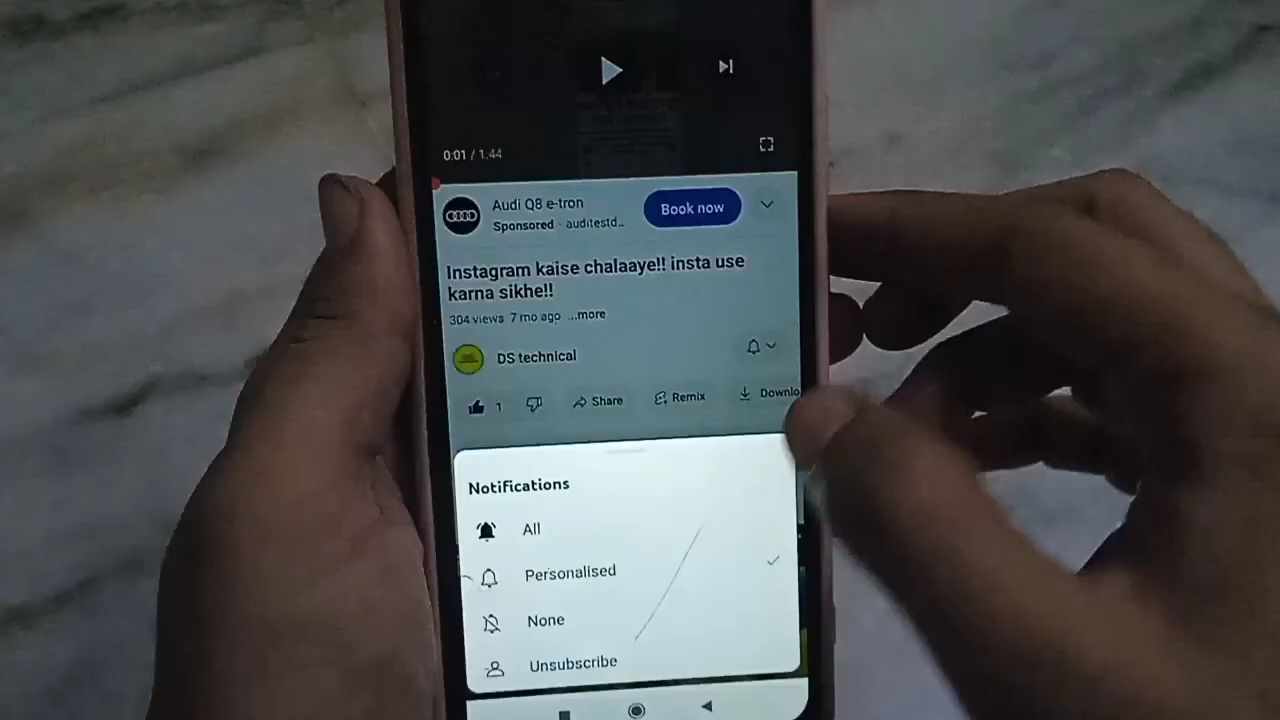 0:01 / 1:44
Audi Q8 e-tron
Sponsored · auditestd...
Book now
Instagram kaise chalaaye!! insta use
karna sikhe!!
304 views 7 mo ago ...more
DS technical
1
Share
Remix
Downlo
Notifications
All
Personalised
None
Unsubscribe